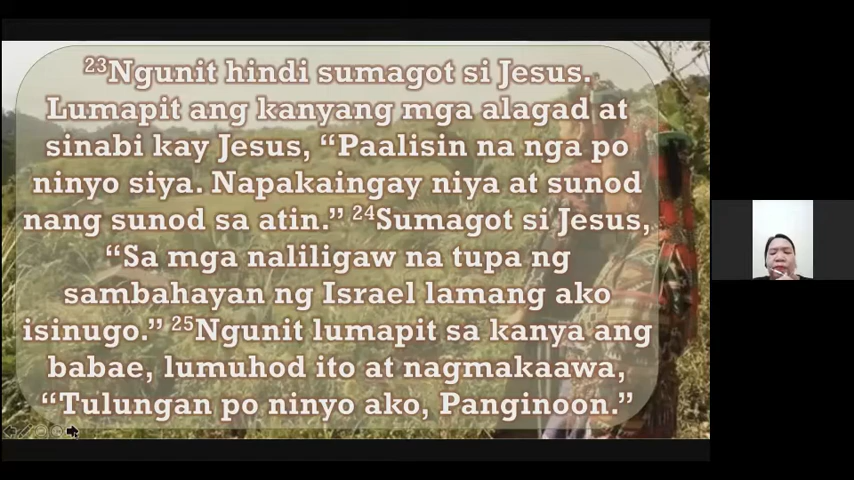 ²³Ngunit hindi sumagot si Jesus.
Lumapit ang kanyang mga alagad at
sinabi kay Jesus, “Paalisin na nga po
ninyo siya. Napakaingay niya at sunod
nang sunod sa atin.” ²⁴Sumagot si Jesus,
“Sa mga naliligaw na tupa ng
sambahayan ng Israel lamang ako
isinugo.” ²⁵Ngunit lumapit sa kanya ang
babae, lumuhod ito at nagmakaawa,
“Tulungan po ninyo ako, Panginoon.”